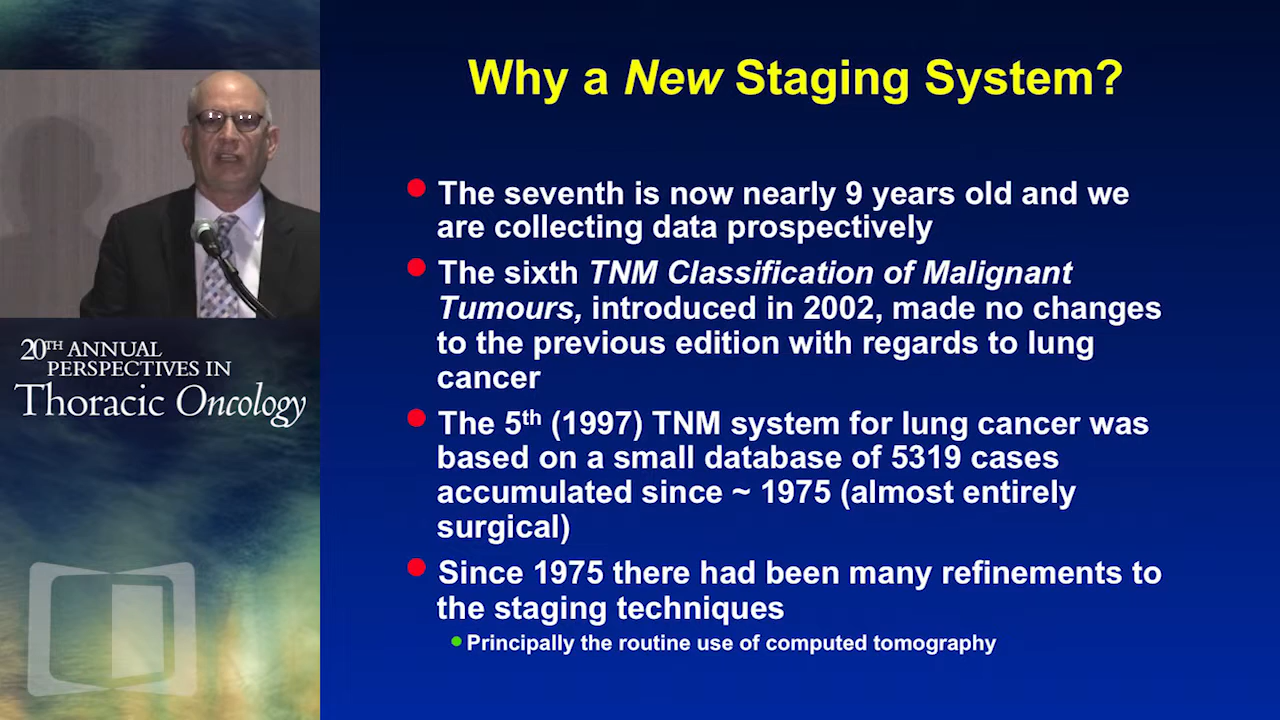 Why a New Staging System?
The seventh is now nearly 9 years old and we
are collecting data prospectively
The sixth TNM Classification of Malignant
Tumours, introduced in 2002, made no changes
to the previous edition with regards to lung
cancer
The 5th (1997) TNM system for lung cancer was
based on a small database of 5319 cases
accumulated since ~ 1975 (almost entirely
surgical)
Since 1975 there had been many refinements to
the staging techniques
Principally the routine use of computed tomography
20TH ANNUAL
PERSPECTIVES IN
Thoracic Oncology